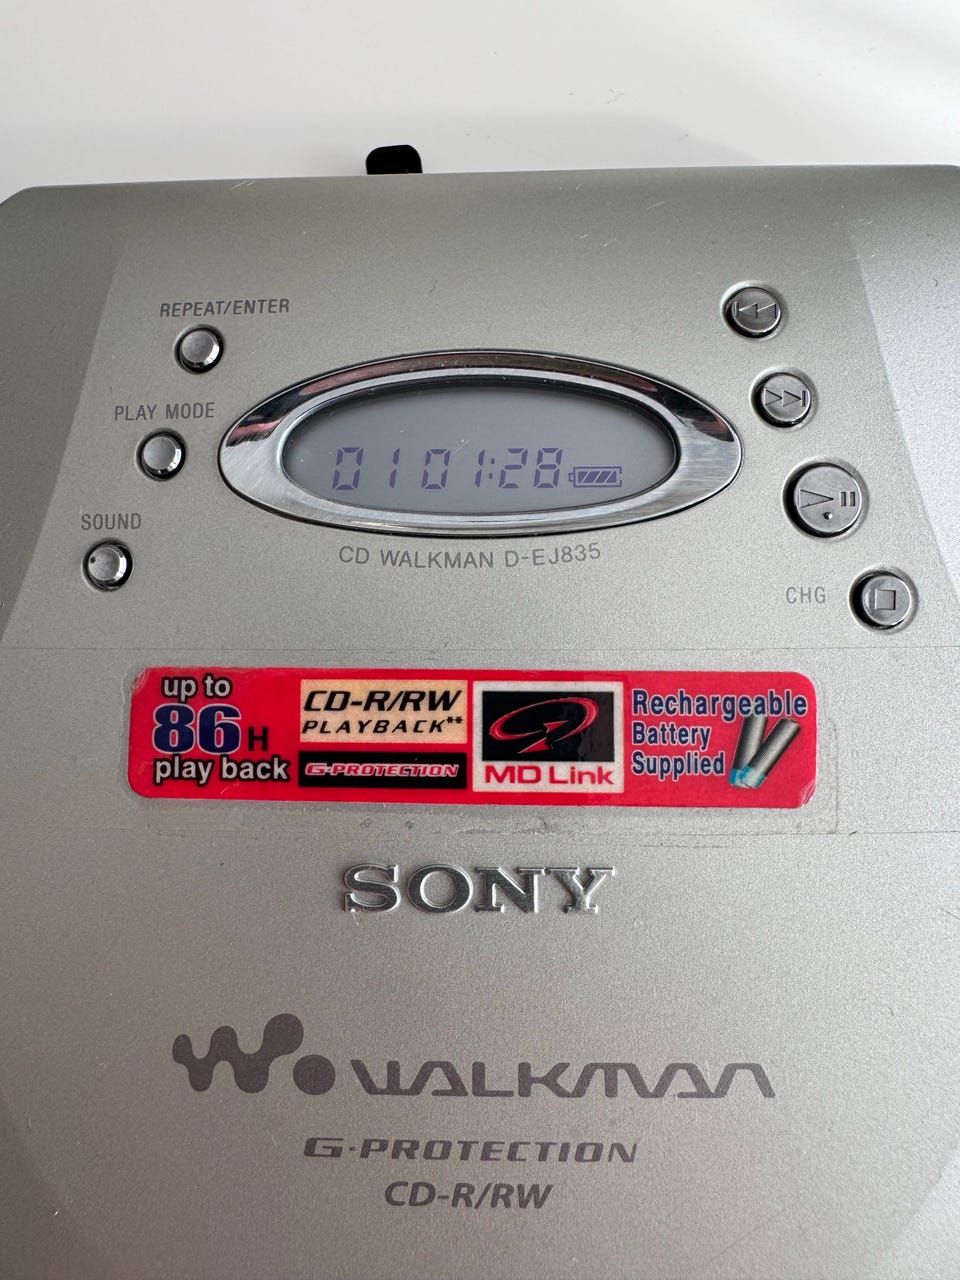 REPEAT/ENTER
PLAY MODE
SOUND
01 01:28
CD WALKMAN D-EJ835
CHG
up to
86H
play back
CD-R/RW
PLAYBACK**
G-PROTECTION
MD Link
Rechargeable
Battery
Supplied
SONY
WALKMAN
G-PROTECTION
CD-R/RW